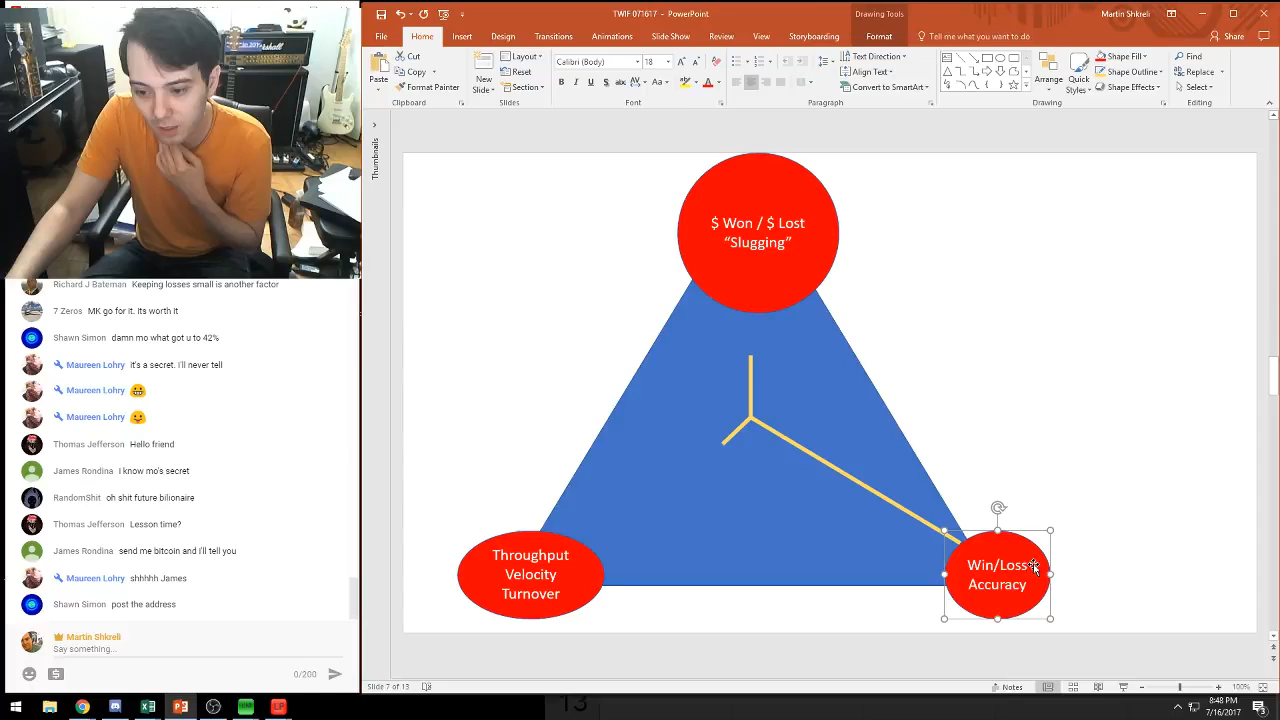 TWIF 071617 - PowerPoint
Drawing Tools
Martin Shkreli
File
Home
Insert
Design
Transitions
Animations
Slide Show
Review
View
Storyboarding
Format
Tell me what you want to do...
Share
Paste
Cut
Copy
Format Painter
Clipboard
New
Slide
Layout
Reset
Section
Slides
Calibri (Body)
18
Font
Text Direction
Align Text
Convert to SmartArt
Paragraph
Arrange
Quick
Styles
Shape Fill
Shape Outline
Shape Effects
Drawing
Find
Replace
Select
Editing
Thumbnails
Marshall
$ Won / $ Lost
“Slugging”
Throughput
Velocity
Turnover
Win/Loss
Accuracy
Richard J Bateman Keeping losses small is another factor
7 Zeros MK go for it. Its worth it
Shawn Simon damn mo what got u to 42%
Maureen Lohry it's a secret. I'll never tell
Maureen Lohry
Maureen Lohry
Thomas Jefferson Hello friend
James Rondina I know mo's secret
RandomShit oh shit future bilionaire
Thomas Jefferson Lesson time?
James Rondina send me bitcoin and I'll tell you
Maureen Lohry shhhhh James
Shawn Simon post the address
Martin Shkreli
Say something...
0/200
Slide 7 of 13
Notes
100%
13
8:48 PM
7/16/2017